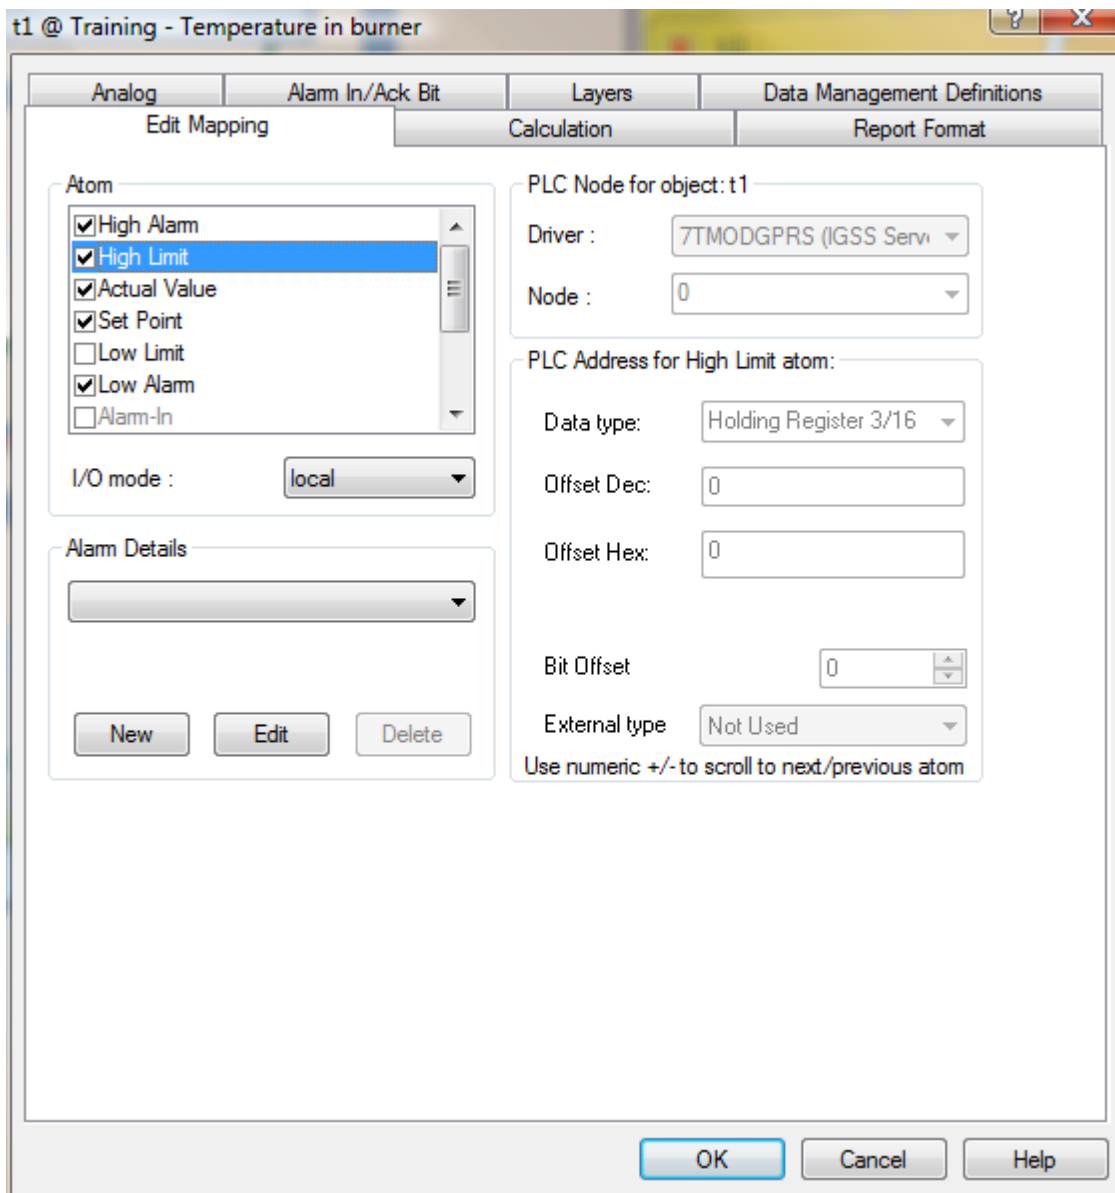 t1 @ Training - Temperature in burner
?
Analog Alarm In/Ack Bit Layers Data Management Definitions
Edit Mapping Calculation Report Format
Atom
High Alarm
High Limit
Actual Value
Set Point
Low Limit
Low Alarm
Alarm-In
I/O mode : local
Alarm Details
New Edit Delete
PLC Node for object: t1
Driver : 7TMODGPRS (IGSS Serv
Node : 0
PLC Address for High Limit atom:
Data type: Holding Register 3/16
Offset Dec: 0
Offset Hex: 0
Bit Offset 0
External type Not Used
Use numeric +/- to scroll to next/previous atom
OK Cancel Help